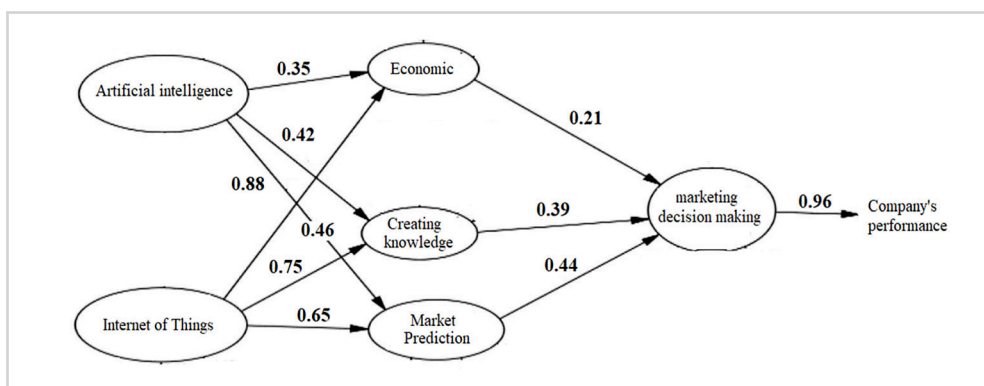 Artificial intelligence
0.35
Economic
0.42
0.21
0.88
marketing
decision making
0.96
Company's
performance
0.46
Creating
knowledge
0.39
0.75
0.44
Internet of Things
0.65
Market
Prediction